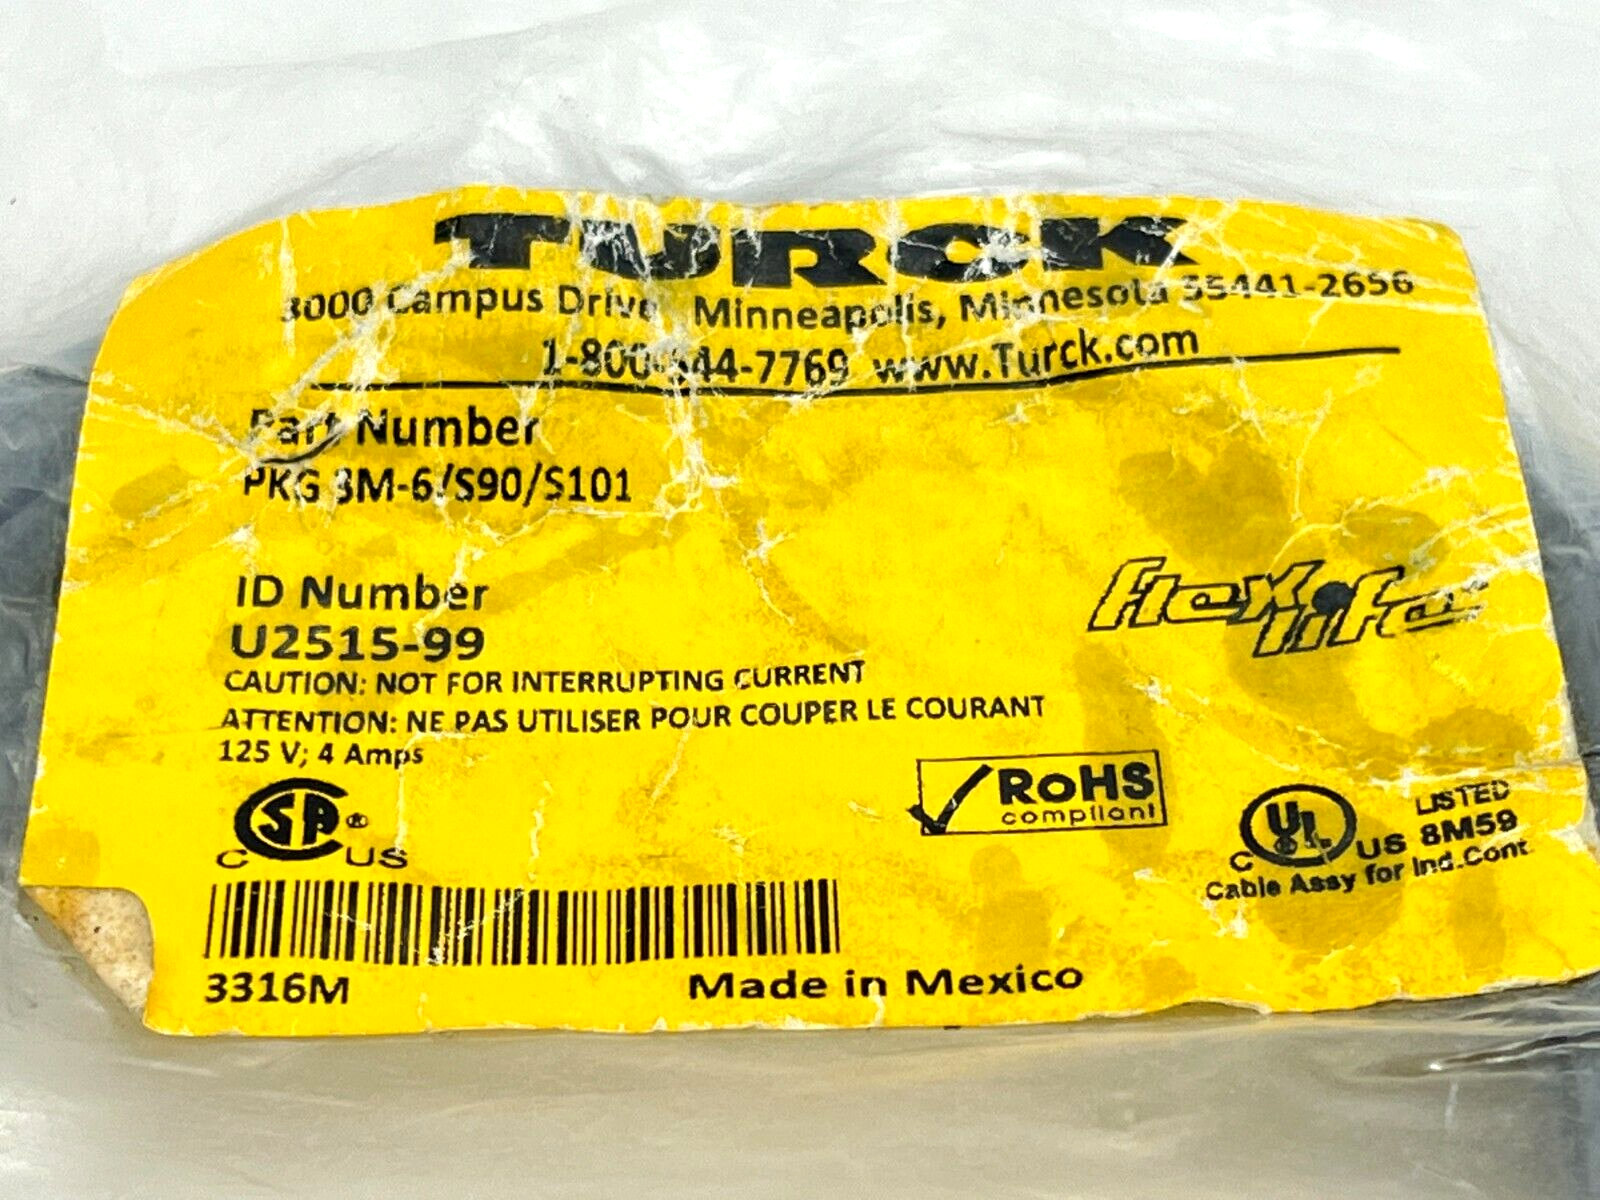 TURCK
3000 Campus Drive Minneapolis, Minnesota 55441-2656
1-800-544-7769 www.Turck.com
Part Number
PKG 3M-6/S90/S101
ID Number
U2515-99
flexlife
CAUTION: NOT FOR INTERRUPTING CURRENT
ATTENTION: NE PAS UTILISER POUR COUPER LE COURANT
125 V; 4 Amps
RoHS
compliant
SA®
C US
C UL US
LISTED
8M59
Cable Assy for Ind.Cont
3316M
Made in Mexico